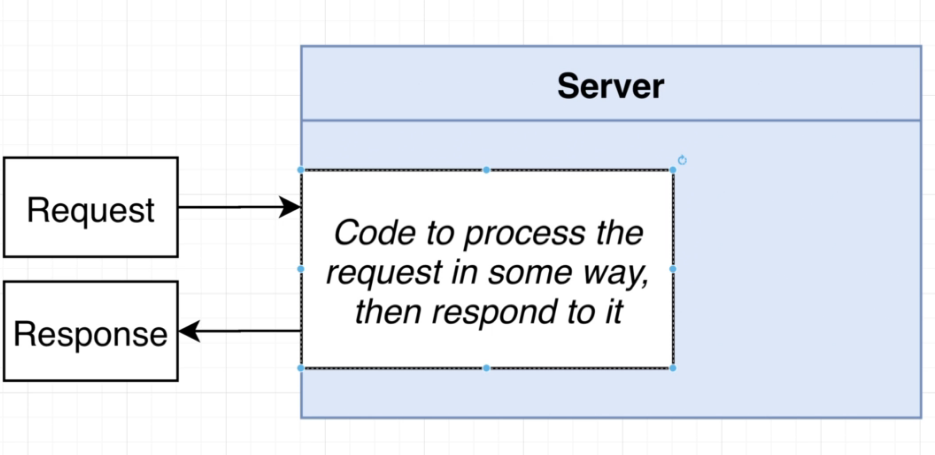 Server
Request
Code to process the
request in some way,
then respond to it
Response